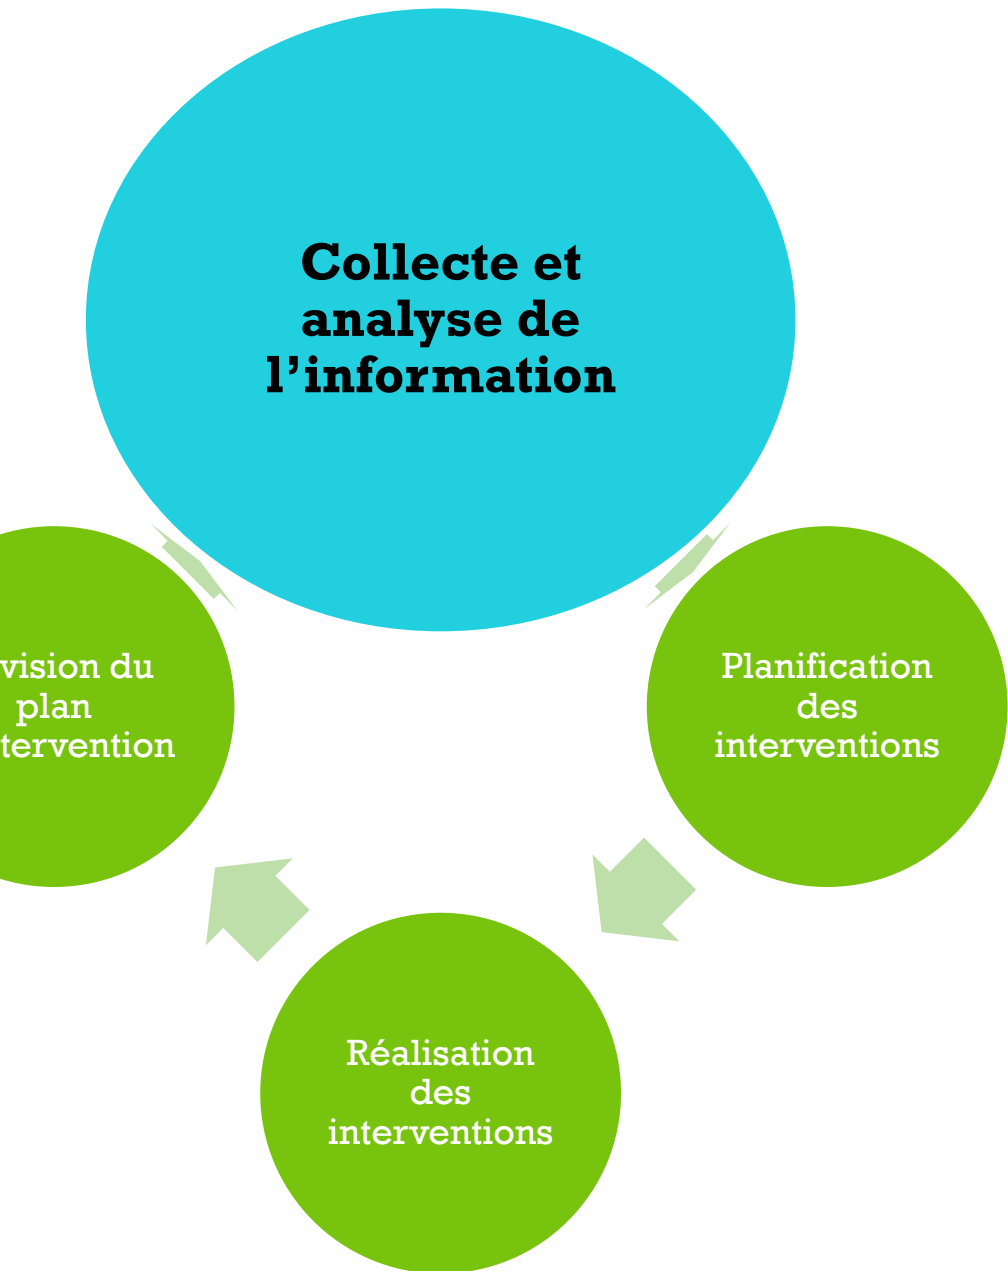 Collecte et
analyse de
l’information
Planification
des
interventions
Réalisation
des
interventions
vision du
plan
tervention